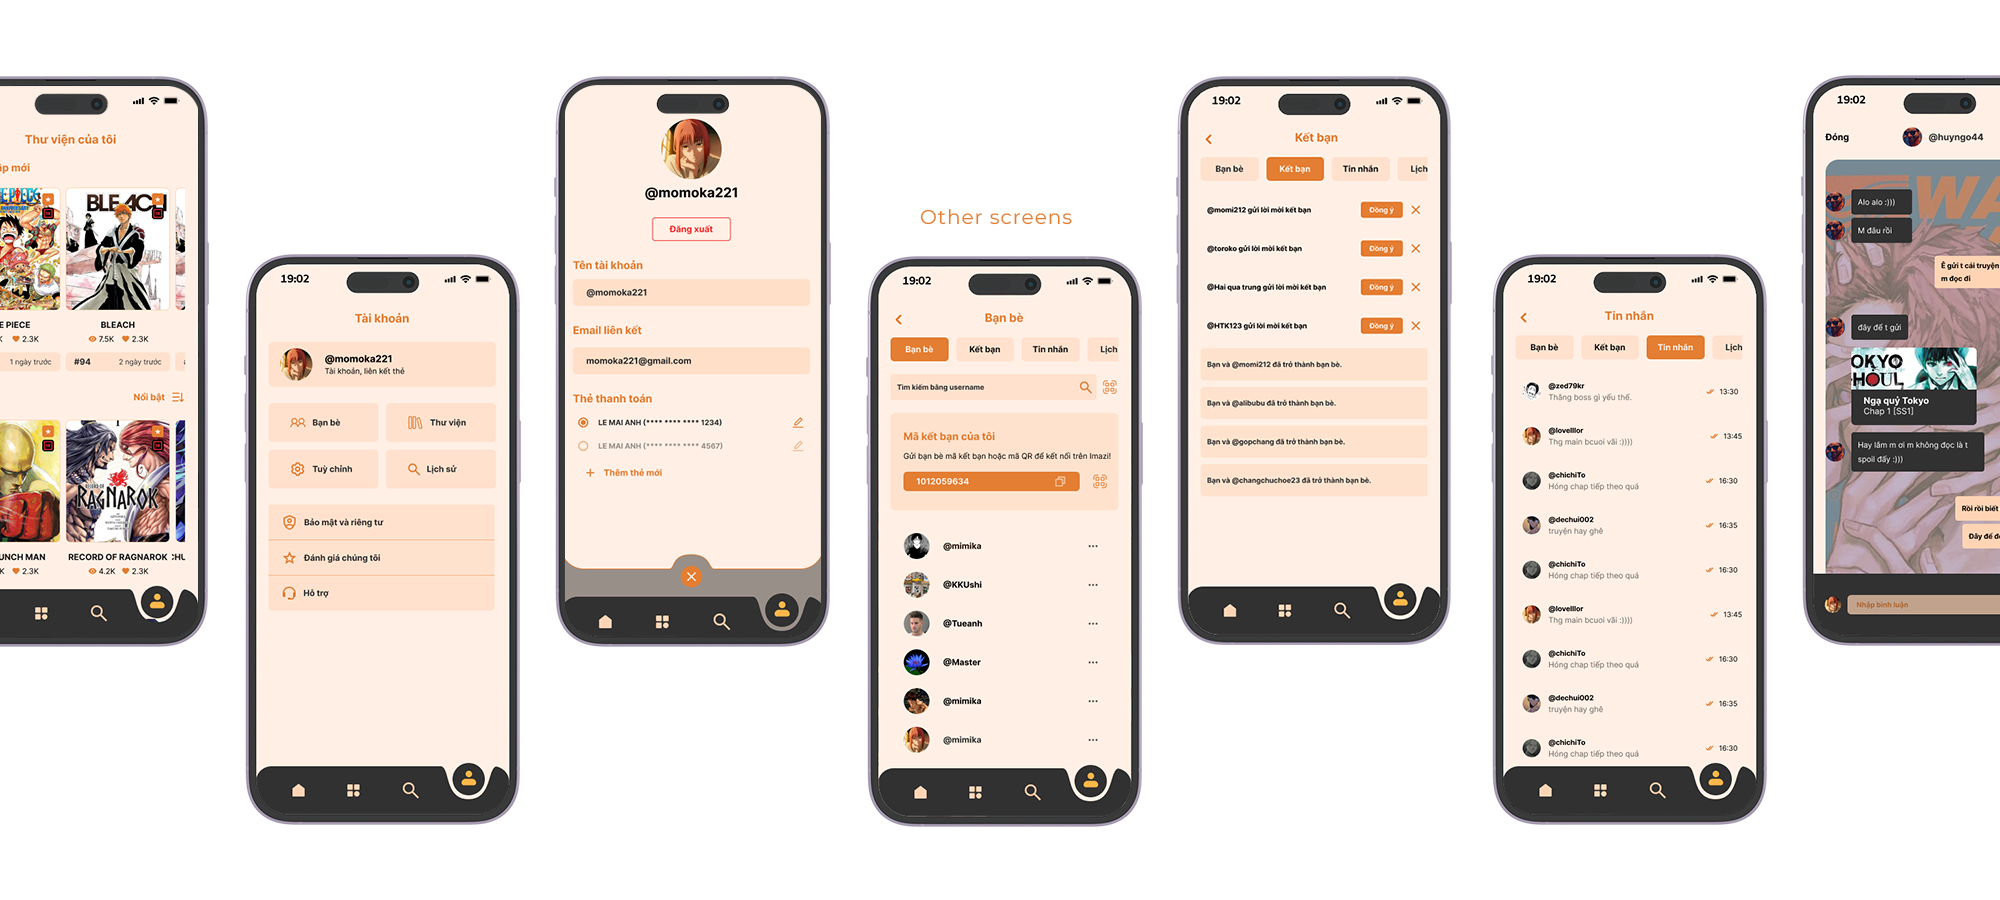 Other screens
Thư viện của tôi
ập mới
BLEACH
E PIECE
BLEACH
2.3K
7.5K
2.3K
1 ngày trước
#94
2 ngày trước
Nổi bật
RECORD OF
RAGNAROK
UNCH MAN
RECORD OF RAGNAROK
CHU
2.3K
4.2K
2.3K
19:02
Tài khoản
@momoka221
Tài khoản, liên kết thẻ
Bạn bè
Thư viện
Tuỳ chỉnh
Lịch sử
Bảo mật và riêng tư
Đánh giá chúng tôi
Hỗ trợ
@momoka221
Đăng xuất
Tên tài khoản
@momoka221
Email liên kết
momoka221@gmail.com
Thẻ thanh toán
LE MAI ANH (**** **** **** 1234)
LE MAI ANH (**** **** **** 4567)
Thêm thẻ mới
19:02
Bạn bè
Bạn bè
Kết bạn
Tin nhắn
Lịch
Tìm kiếm bằng username
Mã kết bạn của tôi
Gửi bạn bè mã kết bạn hoặc mã QR để kết nối trên Imazi!
1012059634
@mimika
@KKUshi
@Tueanh
@Master
@mimika
@mimika
19:02
Kết bạn
Bạn bè
Kết bạn
Tin nhắn
Lịch
@momi212 gửi lời mời kết bạn
Đồng ý
@toroko gửi lời mời kết bạn
Đồng ý
@Hai qua trung gửi lời mời kết bạn
Đồng ý
@HTK123 gửi lời mời kết bạn
Đồng ý
Bạn và @momi212 đã trở thành bạn bè.
Bạn và @alibubu đã trở thành bạn bè.
Bạn và @gopchang đã trở thành bạn bè.
Bạn và @changchuchoe23 đã trở thành bạn bè.
19:02
Tin nhắn
Bạn bè
Kết bạn
Tin nhắn
Lịch
@zed79kr
Thằng boss gì yếu thế.
13:30
@lovelllor
Thg main bcuoi vãi :))))
13:45
@chichiTo
Hóng chap tiếp theo quá
16:30
@dechui002
truyện hay ghê
16:35
@chichiTo
Hóng chap tiếp theo quá
16:30
@lovelllor
Thg main bcuoi vãi :))))
13:45
@chichiTo
Hóng chap tiếp theo quá
16:30
@dechui002
truyện hay ghê
16:35
@chichiTo
Hóng chap tiếp theo quá
16:30
19:02
Đóng
@huyngo44
Alo alo :)))
M đâu rồi
Ê gửi t cái truyện
m đọc đi
đây để t gửi
OKYO
HOUL
Ngạ quỷ Tokyo
Chap 1 [SS1]
Hay lắm m ơi m không đọc là t
spoil đấy :)))
Rồi rồi biết
Đây để đọ
Nhập bình luận